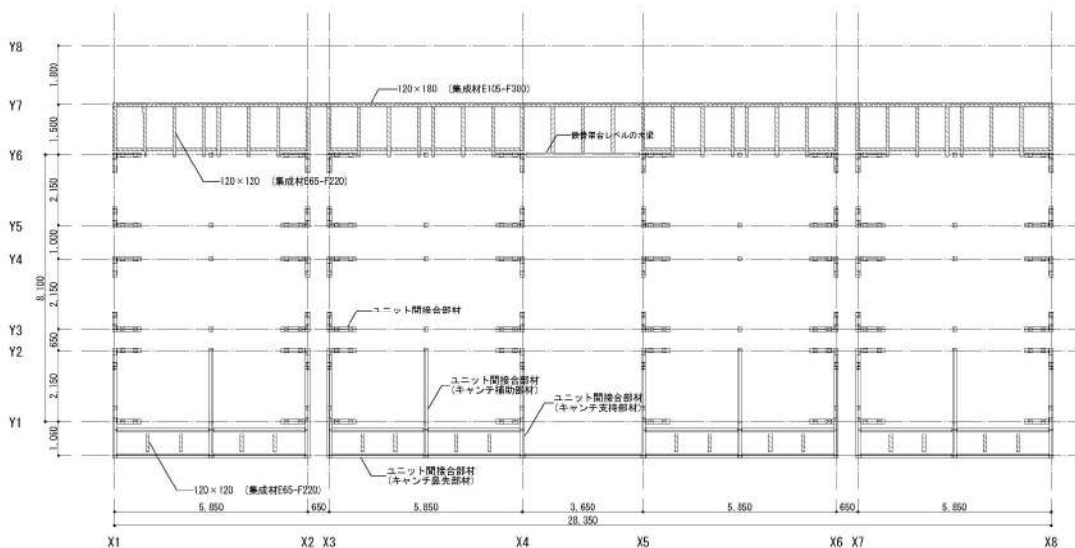 Y8
1,800
Y7
120×180 (集成材E105-F300)
1,500
鉄骨架台レベルの大梁
Y6
120×120 (集成材E65-F220)
2,150
Y5
1,000
Y4
8,100
2,150
ユニット間接合部材
Y3
650
Y2
ユニット間接合部材
(キャンチ補助部材)
2,150
ユニット間接合部材
(キャンチ支持部材)
Y1
1,060
ユニット間接合部材
(キャンチ鼻先部材)
120×120 (集成材E65-F220)
5,850
650
5,850
3,650
5,850
650
5,850
28,350
X1
X2
X3
X4
X5
X6
X7
X8